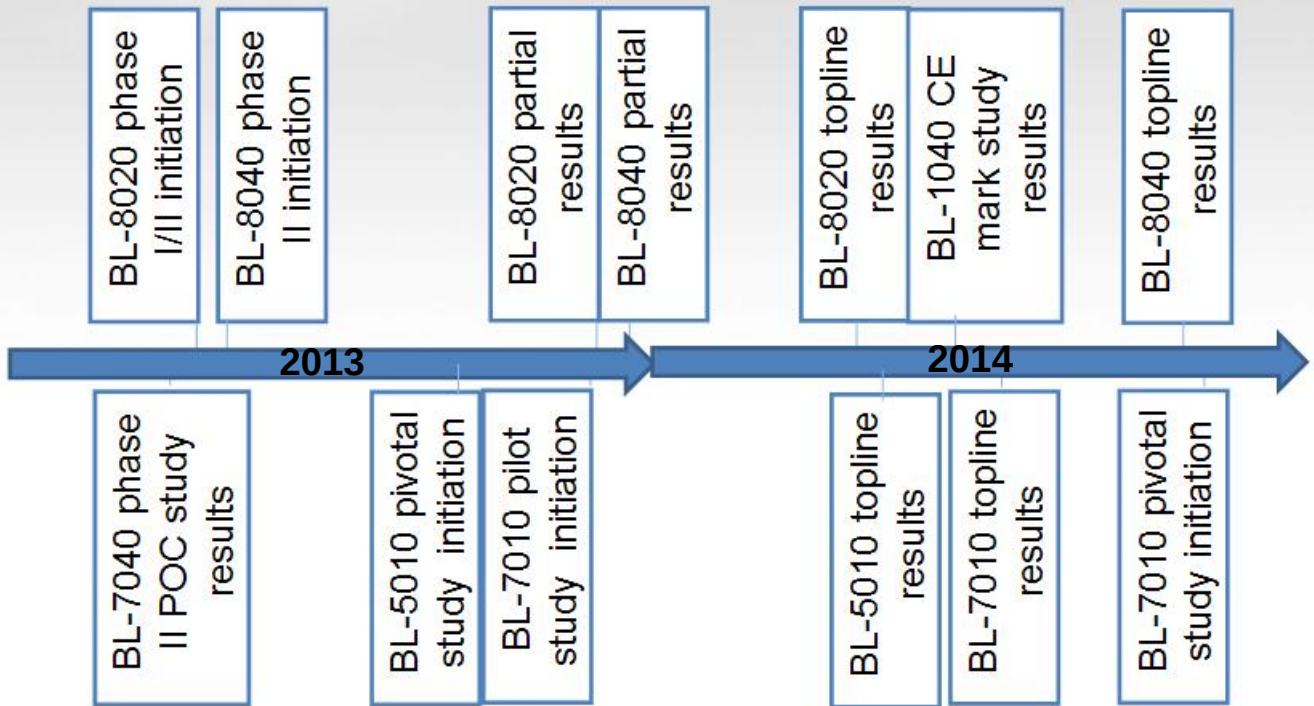 BL-8020 phase
I/II initiation
BL-8040 phase
II initiation
BL-8020 partial
results
BL-8040 partial
results
BL-8020 topline
results
BL-1040 CE
mark study
results
BL-8040 topline
results
2013
2014
BL-7040 phase
II POC study
results
BL-5010 pivotal
study initiation
BL-7010 pilot
study initiation
BL-5010 topline
results
BL-7010 topline
results
BL-7010 pivotal
study initiation